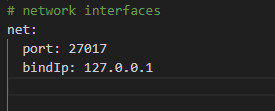 # network interfaces
net:
  port: 27017
  bindIp: 127.0.0.1